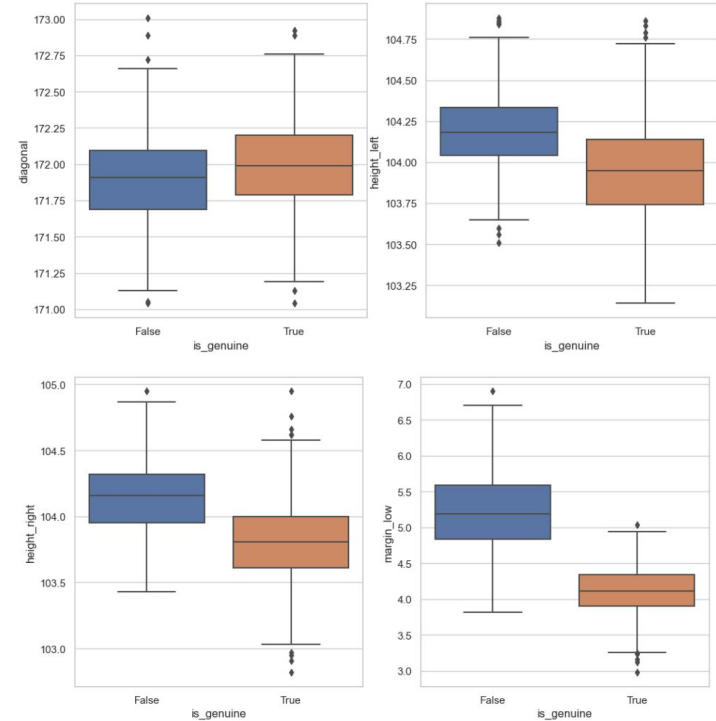 diagonal
173.00
172.75
172.50
172.25
172.00
171.75
171.50
171.25
171.00
False
True
is_genuine
height_left
104.75
104.50
104.25
104.00
103.75
103.50
103.25
False
True
is_genuine
height_right
105.0
104.5
104.0
103.5
103.0
False
True
is_genuine
margin_low
7.0
6.5
6.0
5.5
5.0
4.5
4.0
3.5
3.0
False
True
is_genuine